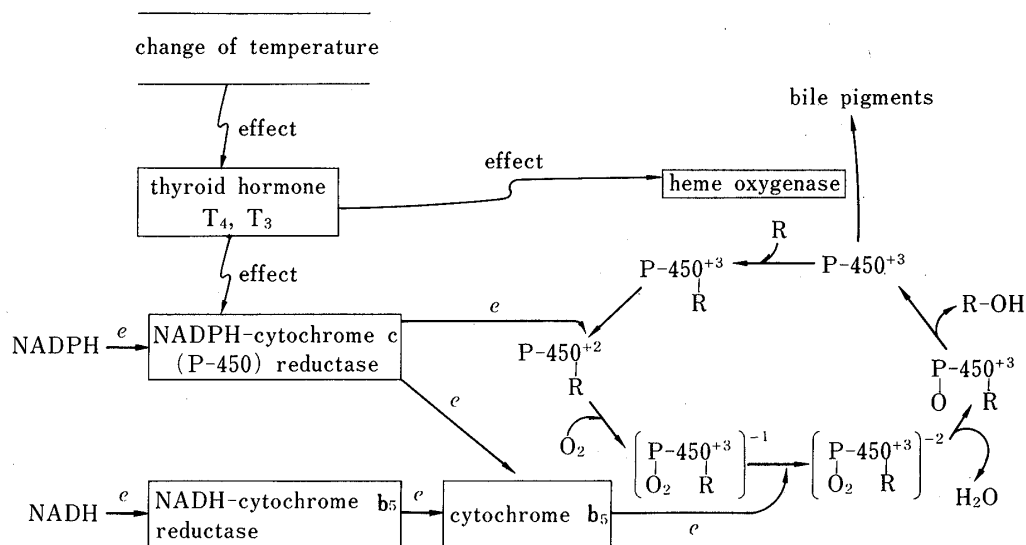 change of temperature
bile pigments
effect
effect
thyroid hormone
T₄, T₃
heme oxygenase
R
P-450⁺³
R
P-450⁺³
effect
R-OH
e
NADPH
e
NADPH-cytochrome c
(P-450) reductase
P-450⁺²
R
P-450⁺³
O R
e
O₂
[P-450⁺³]⁻¹
O₂ R
[P-450⁺³]⁻²
O₂ R
H₂O
NADH
e
NADH-cytochrome b₅
reductase
e
cytochrome b₅
e